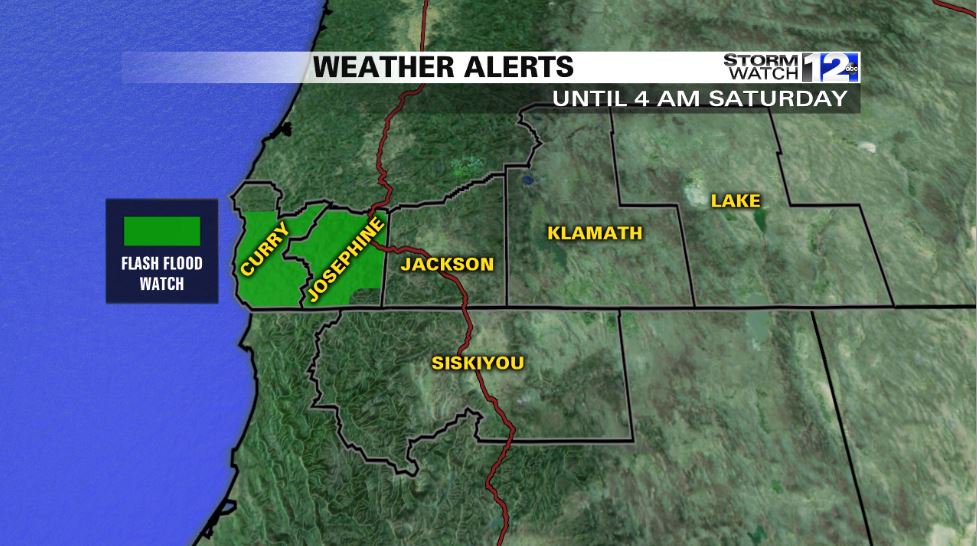 WEATHER ALERTS
STORM
WATCH
12
abc
UNTIL 4 AM SATURDAY
LAKE
KLAMATH
CURRY
JOSEPHINE
JACKSON
FLASH FLOOD
WATCH
SISKIYOU